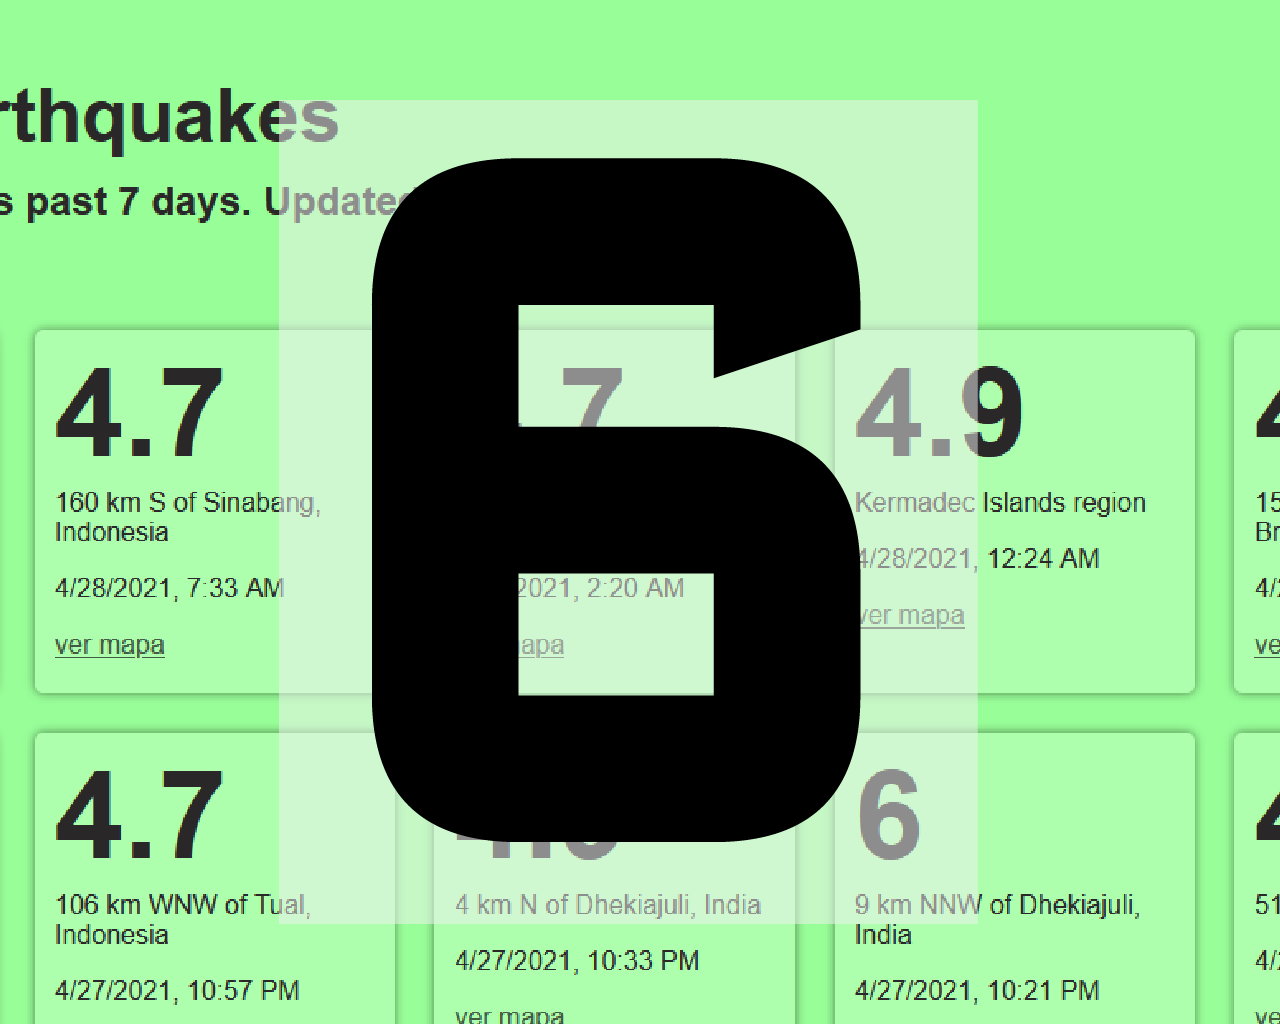 rthquakes
s past 7 days. Updated
6
4.7
160 km S of Sinabang,
Indonesia
4/28/2021, 7:33 AM
ver mapa
.7
2021, 2:20 AM
apa
4.9
Kermadec Islands region
4/28/2021, 12:24 AM
ver mapa
4
15
Br
4/2
ve
4.7
106 km WNW of Tual,
Indonesia
4/27/2021, 10:57 PM
4 km N of Dhekiajuli, India
4/27/2021, 10:33 PM
ver mapa
6
9 km NNW of Dhekiajuli,
India
4/27/2021, 10:21 PM
4
51
4/2
ve